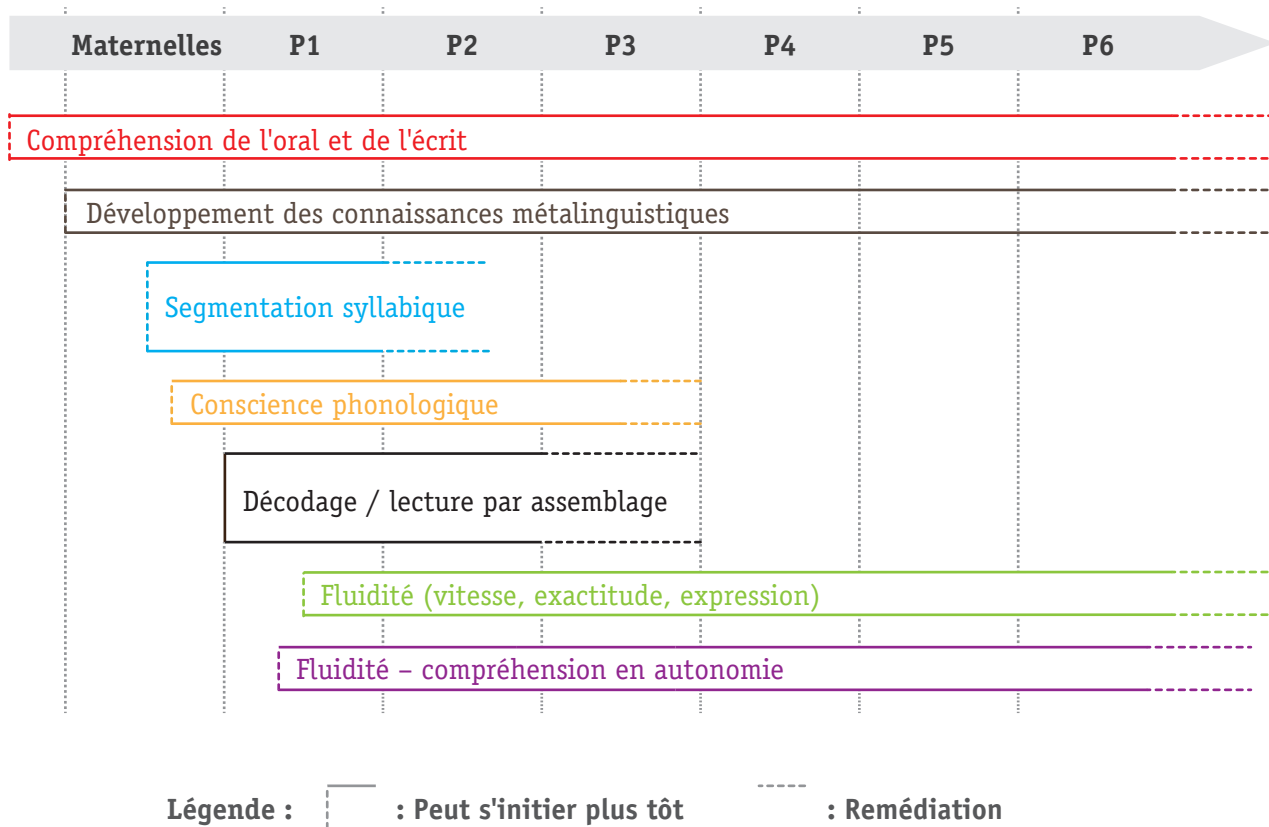 Maternelles P1 P2 P3 P4 P5 P6
Compréhension de l'oral et de l'écrit
Développement des connaissances métalinguistiques
Segmentation syllabique
Conscience phonologique
Décodage / lecture par assemblage
Fluidité (vitesse, exactitude, expression)
Fluidité – compréhension en autonomie
Légende : : Peut s'initier plus tôt : Remédiation